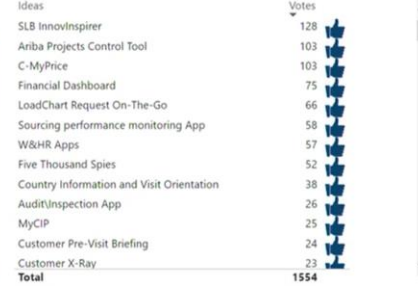 Ideas Votes
SLB InnovInspirer 128
Ariba Projects Control Tool 103
C-MyPrice 103
Financial Dashboard 75
LoadChart Request On-The-Go 66
Sourcing performance monitoring App 58
W&HR Apps 57
Five Thousand Spies 52
Country Information and Visit Orientation 38
Audit\Inspection App 26
MyCIP 25
Customer Pre-Visit Briefing 24
Customer X-Ray 23
Total 1554